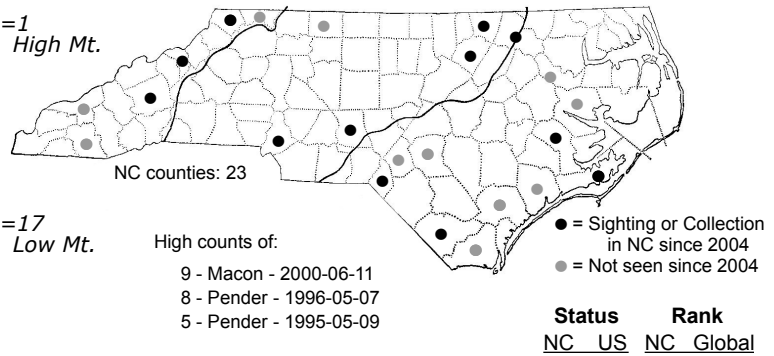 =1
High Mt.
NC counties: 23
=17
Low Mt.
High counts of:
9 - Macon - 2000-06-11
8 - Pender - 1996-05-07
5 - Pender - 1995-05-09
= Sighting or Collection
in NC since 2004
= Not seen since 2004
Status Rank
NC US NC Global